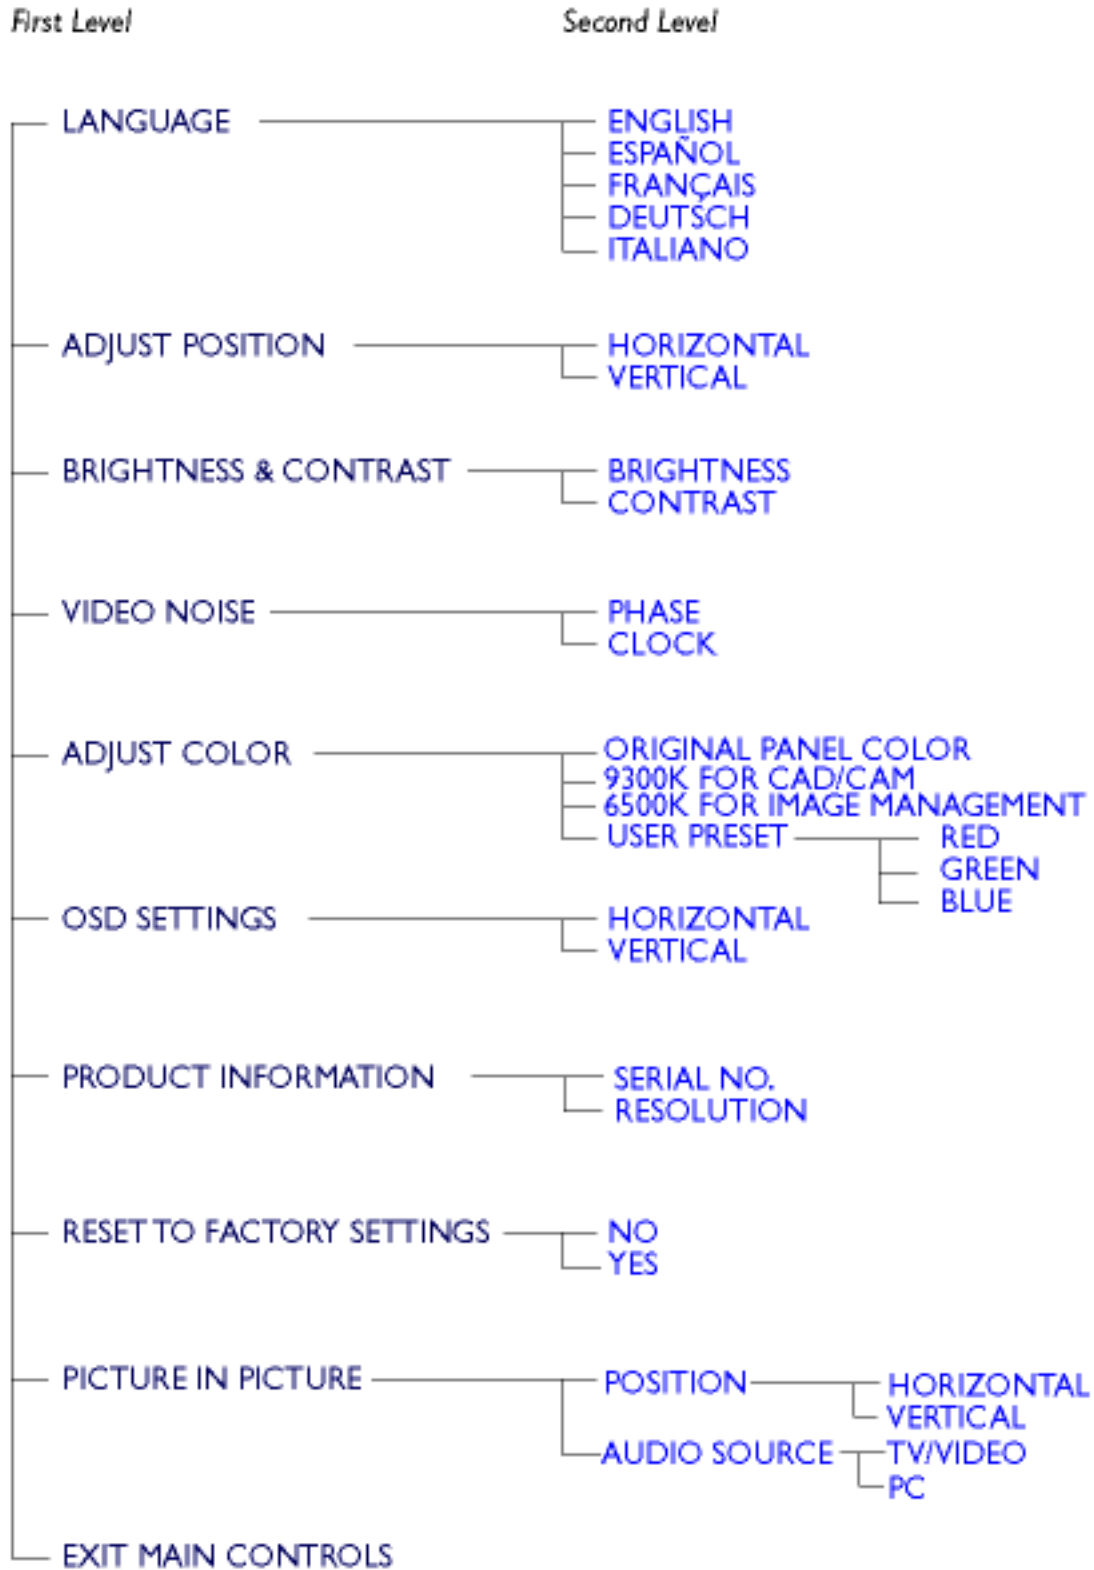 First Level Second Level
LANGUAGE ENGLISH
ESPAÑOL
FRANÇAIS
DEUTSCH
ITALIANO
ADJUST POSITION HORIZONTAL
VERTICAL
BRIGHTNESS & CONTRAST BRIGHTNESS
CONTRAST
VIDEO NOISE PHASE
CLOCK
ADJUST COLOR ORIGINAL PANEL COLOR
9300K FOR CAD/CAM
6500K FOR IMAGE MANAGEMENT
USER PRESET RED
GREEN
BLUE
OSD SETTINGS HORIZONTAL
VERTICAL
PRODUCT INFORMATION SERIAL NO.
RESOLUTION
RESET TO FACTORY SETTINGS NO
YES
PICTURE IN PICTURE POSITION HORIZONTAL
VERTICAL
AUDIO SOURCE TV/VIDEO
PC
EXIT MAIN CONTROLS